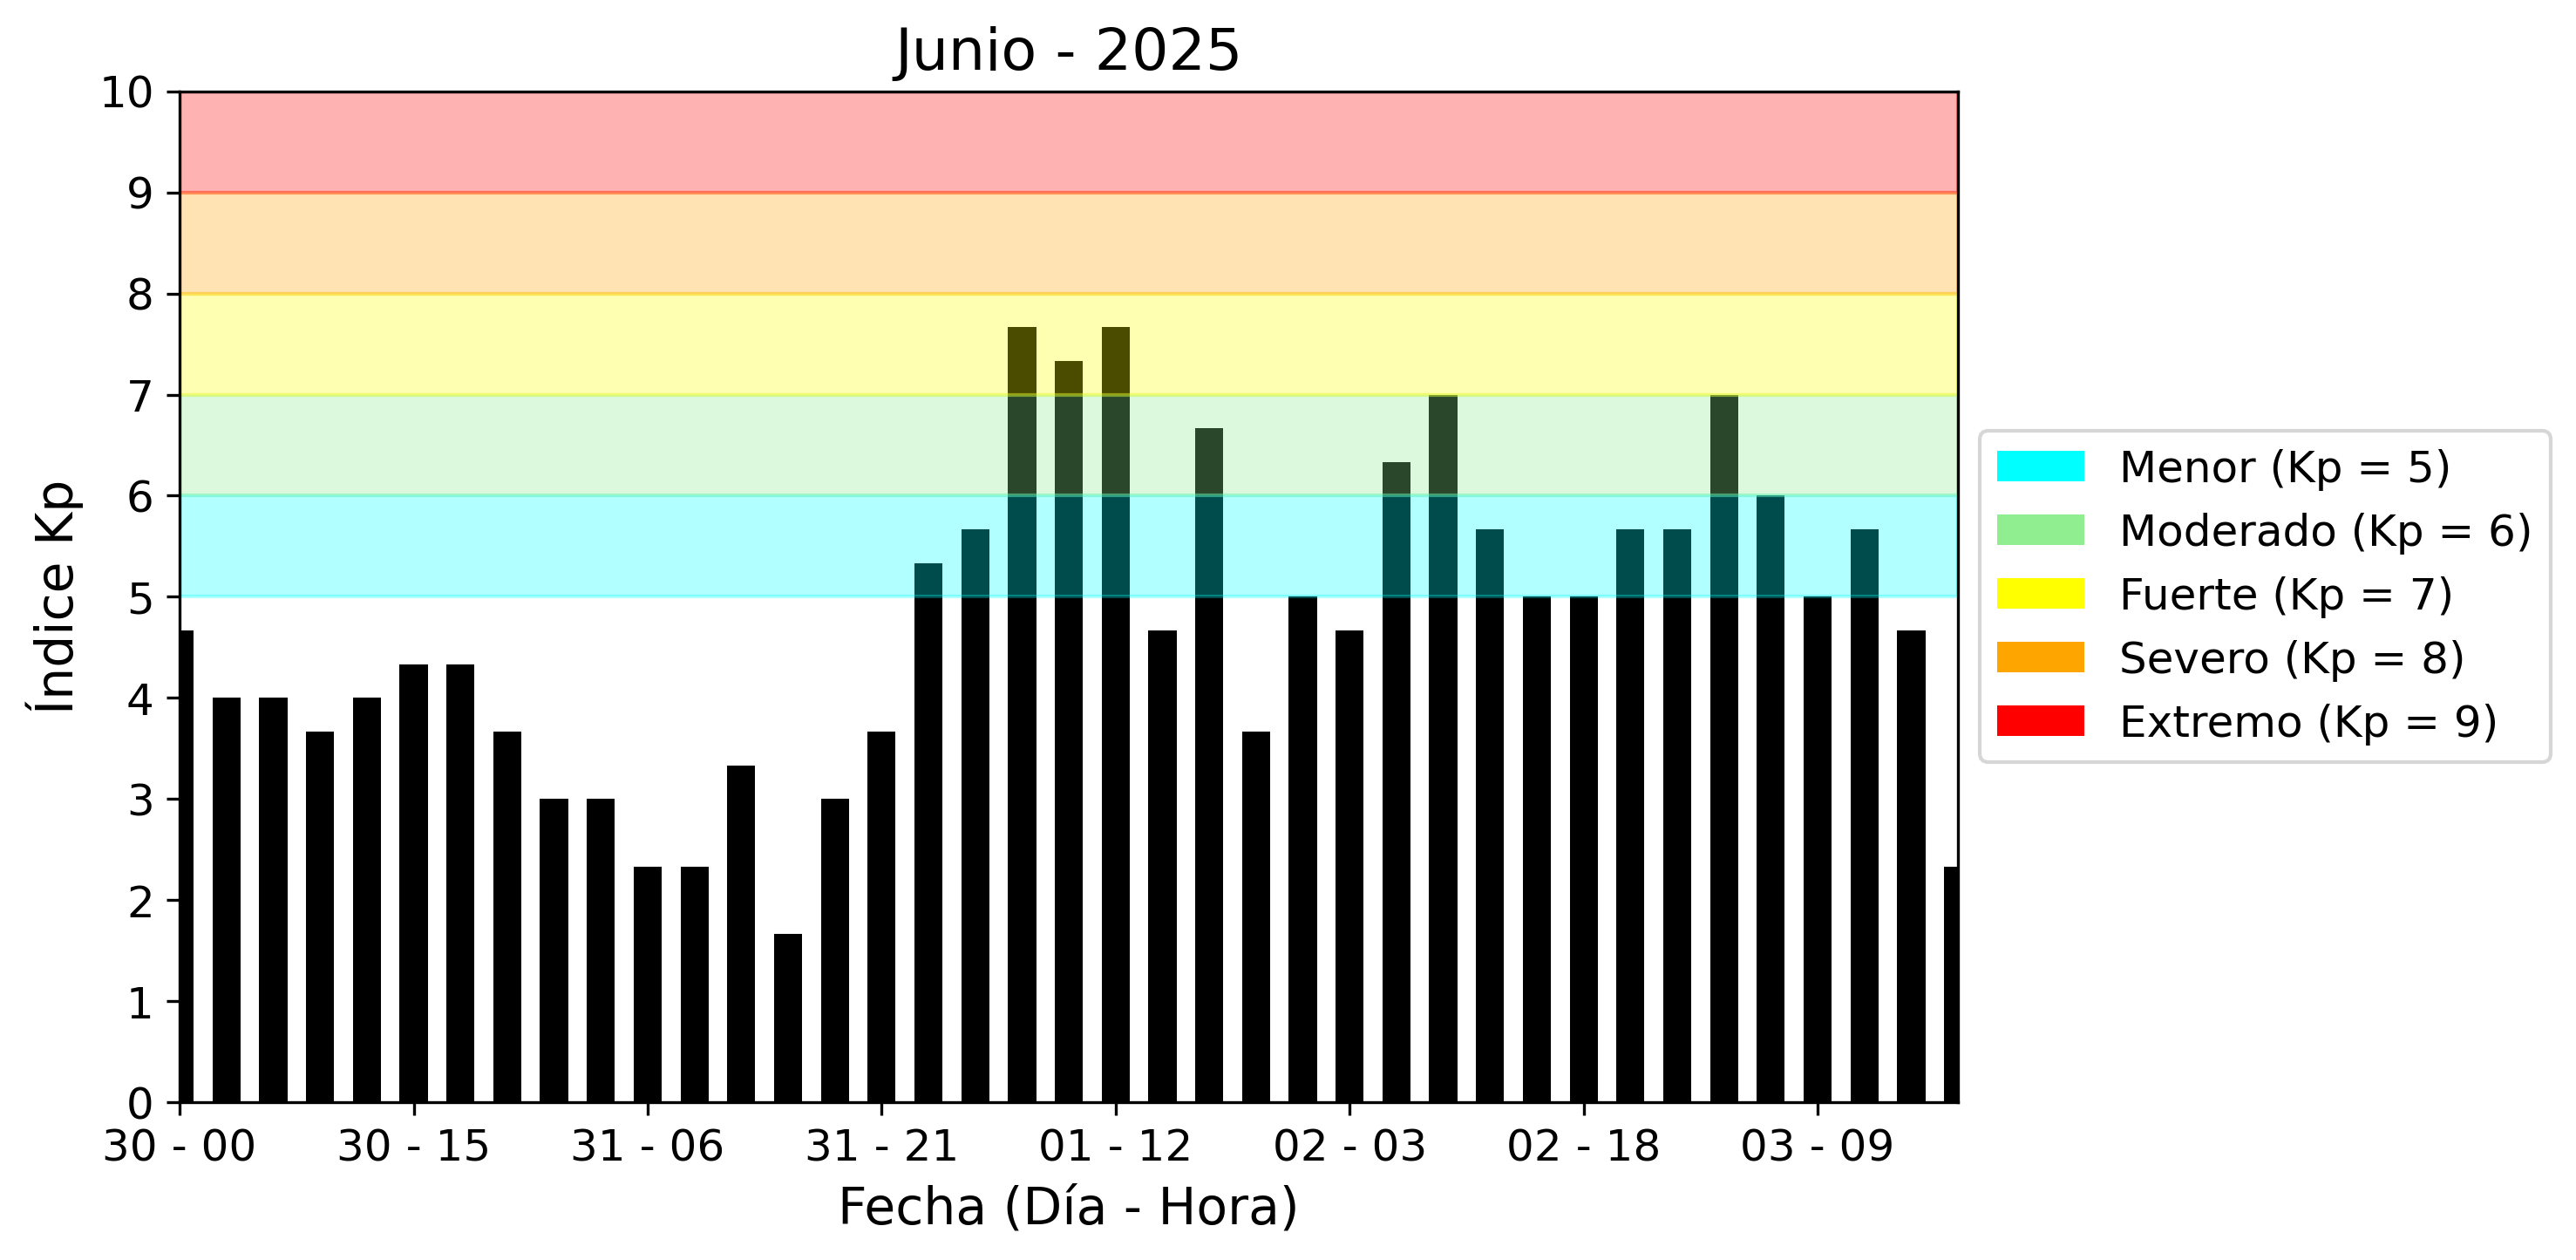 Junio - 2025
Índice Kp
10
9
8
7
6
5
4
3
2
1
0
30 - 00
30 - 15
31 - 06
31 - 21
01 - 12
02 - 03
02 - 18
03 - 09
Fecha (Día - Hora)
Menor (Kp = 5)
Moderado (Kp = 6)
Fuerte (Kp = 7)
Severo (Kp = 8)
Extremo (Kp = 9)